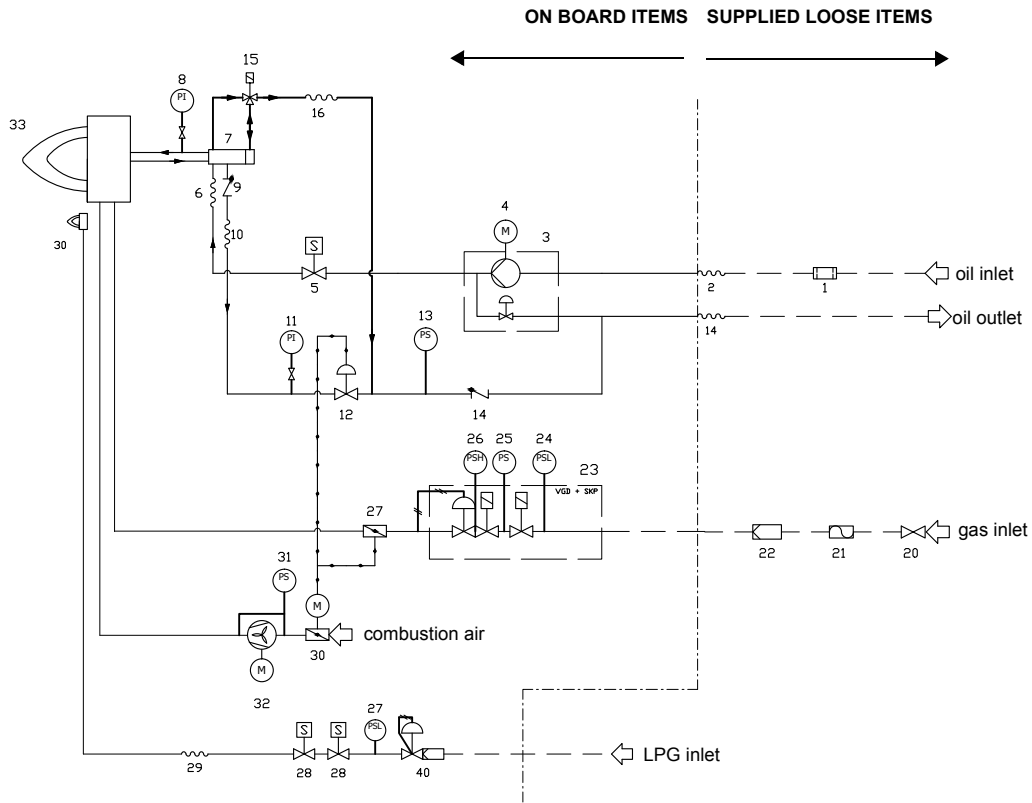 ON BOARD ITEMS SUPPLIED LOOSE ITEMS
15
8
PI
16
33
7
6
9
4
30
10
M
3
S
5
2
1
oil inlet
11
13
14
oil outlet
PI
PS
12
14
26 25 24
PSH PS PSL
23
VGD + SKP
27
22
21
20
gas inlet
31
PS
M
combustion air
30
M
32
27
S S PSL
29
28
28
40
LPG inlet